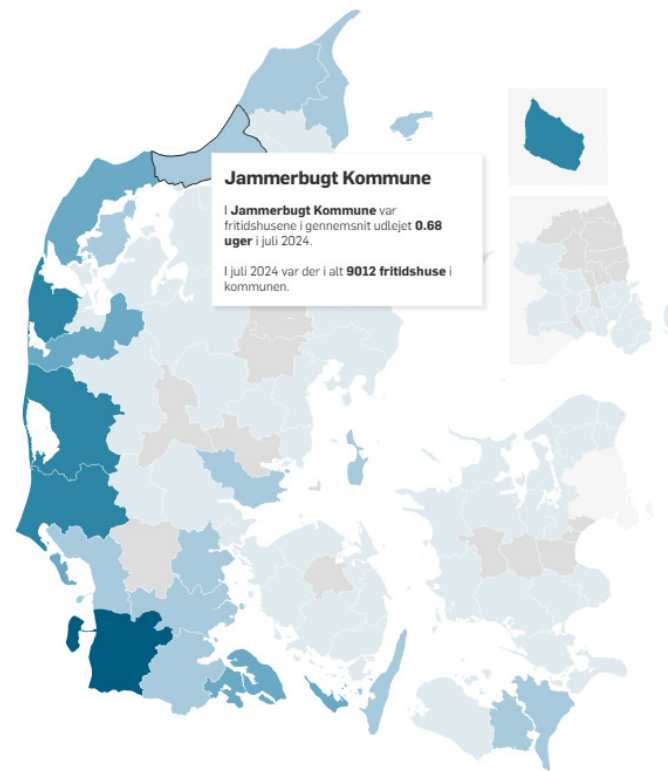 Jammerbugt Kommune
I Jammerbugt Kommune var
fritidshusene i gennemsnit udlejet 0.68
uger i juli 2024.
I juli 2024 var der i alt 9012 fritidshuse i
kommunen.